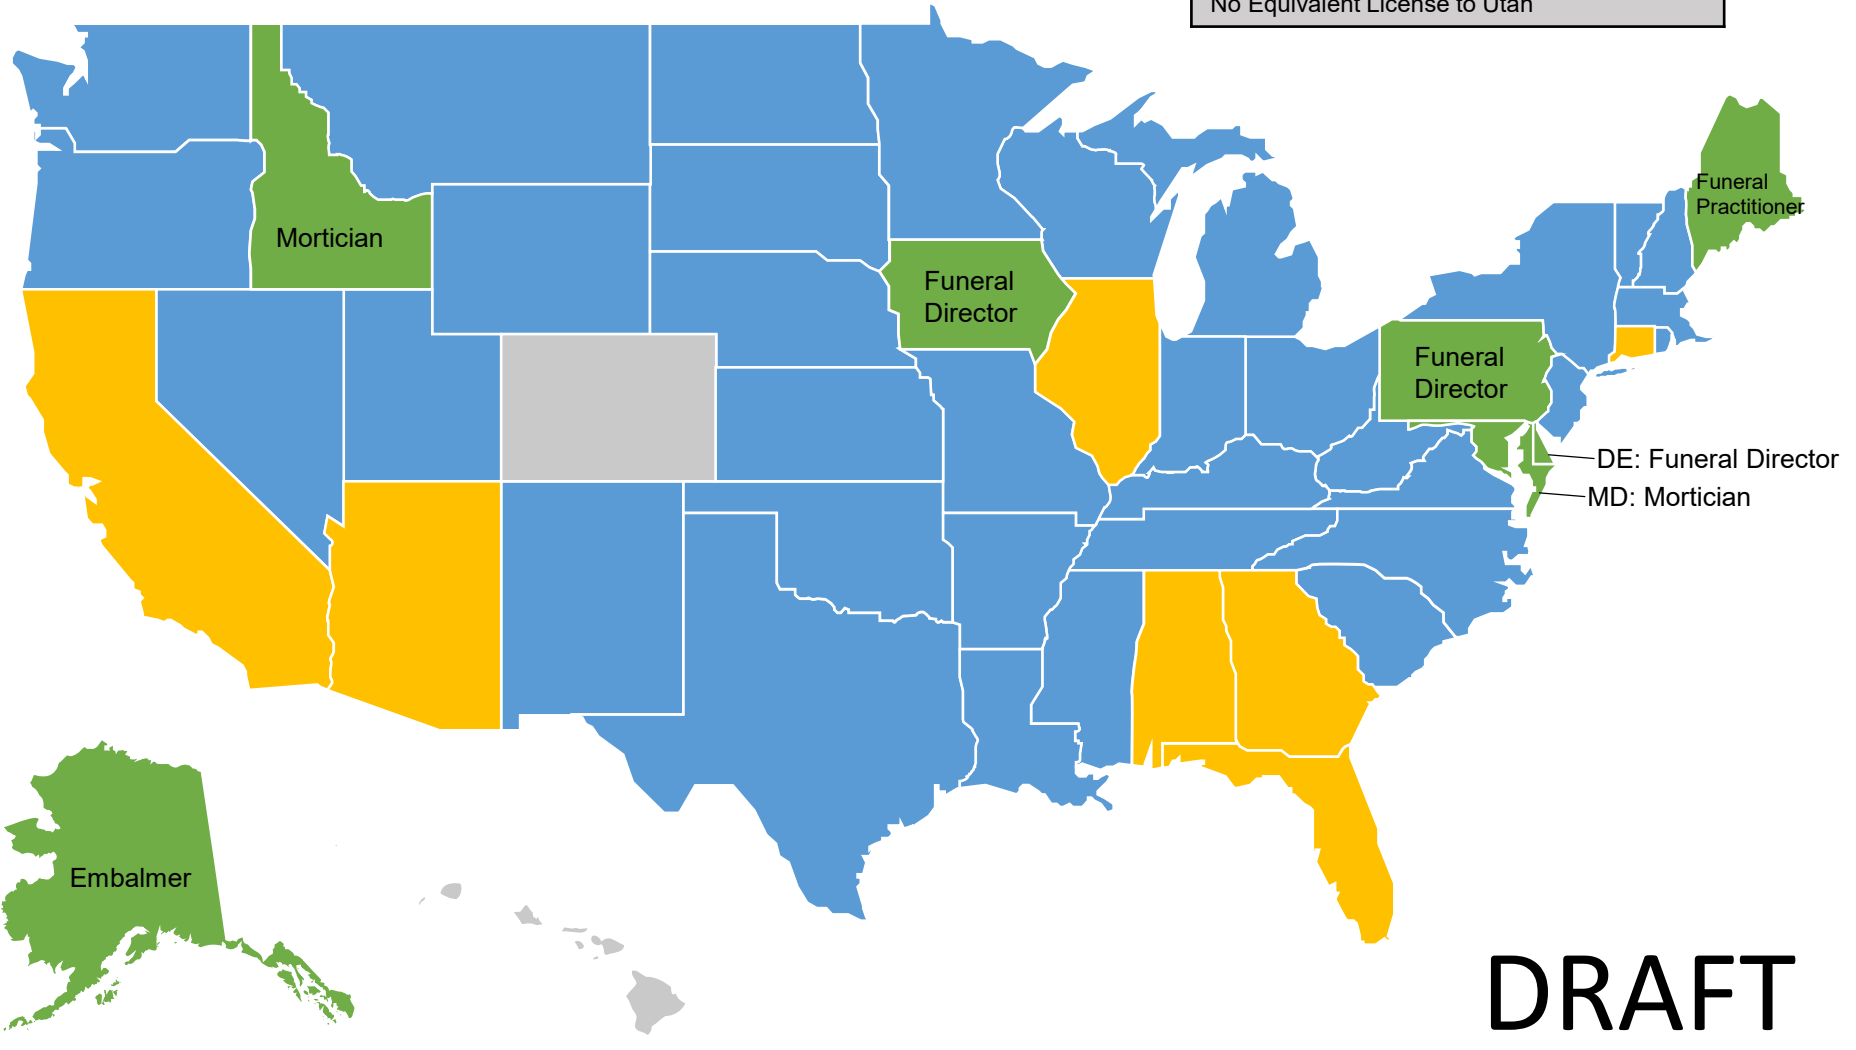 No Equivalent License to Utah
Funeral
Practitioner
Mortician
Funeral
Director
Funeral
Director
DE: Funeral Director
MD: Mortician
Embalmer
DRAFT